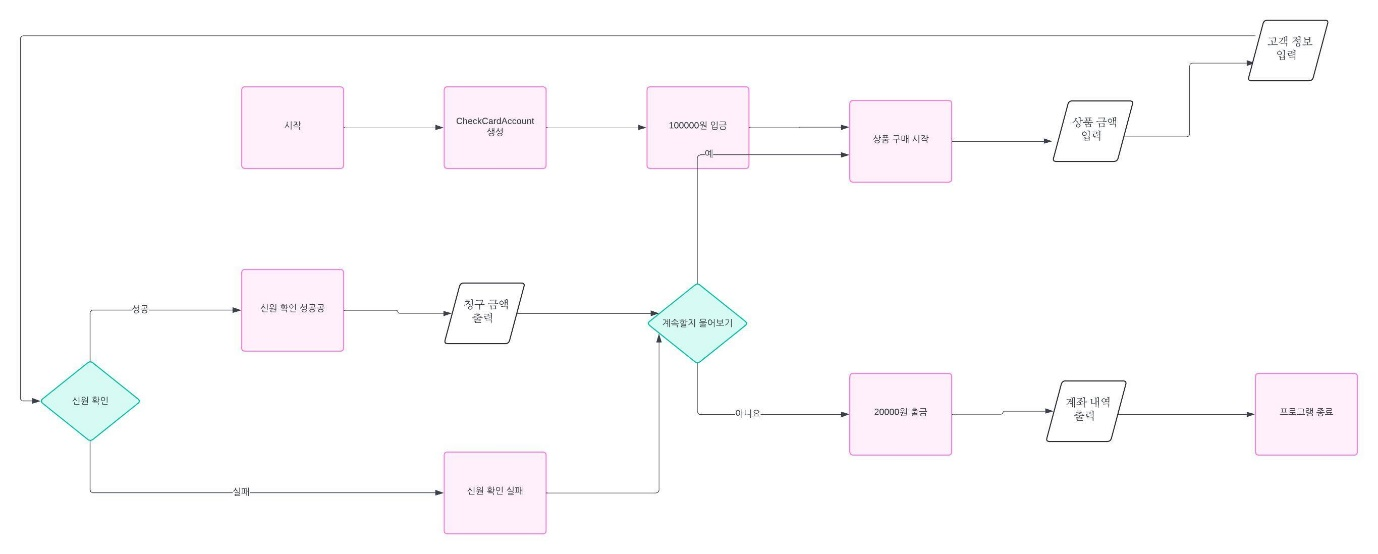 고객 정보
입력
시작
CheckCardAccount
생성
100000원 입금
상품 구매 시작
상품 금액
입력
예
성공
신원 확인 성공공
청구 금액
출력
계속할지 물어보기
신원 확인
아니요
20000원 출금
계좌 내역
출력
프로그램 종료
실패
신원 확인 실패